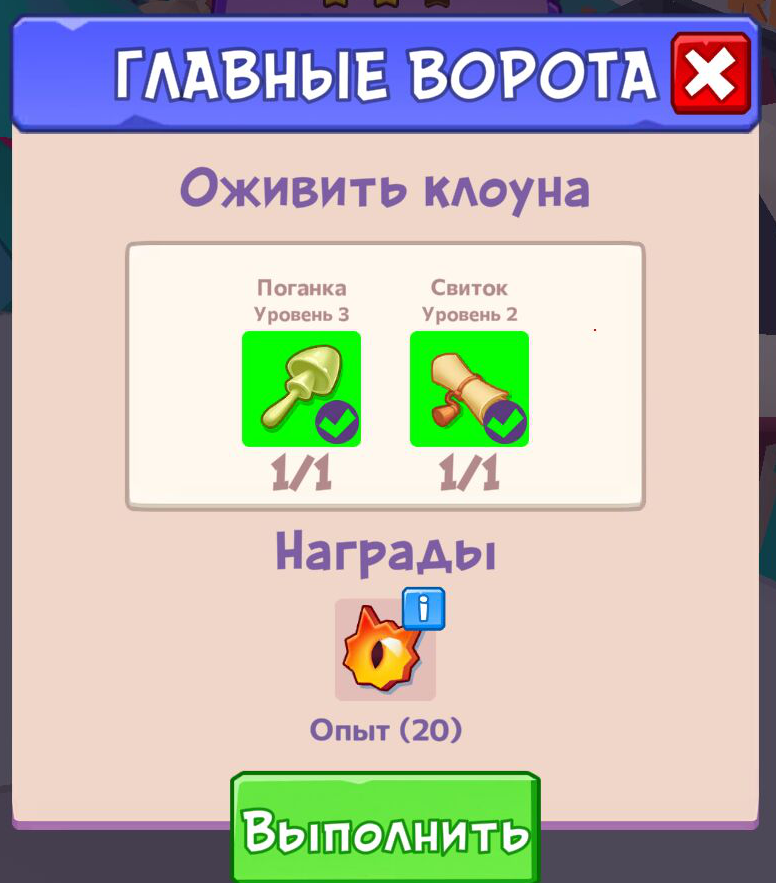 ГЛАВНЫЕ ВОРОТА
Оживить клоуна
Поганка
Уровень 3
Свиток
Уровень 2
1/1
1/1
Награды
i
Опыт (20)
Выполнить